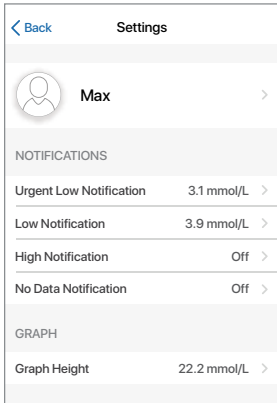 Back Settings
Max
NOTIFICATIONS
Urgent Low Notification 3.1 mmol/L
Low Notification 3.9 mmol/L
High Notification Off
No Data Notification Off
GRAPH
Graph Height 22.2 mmol/L